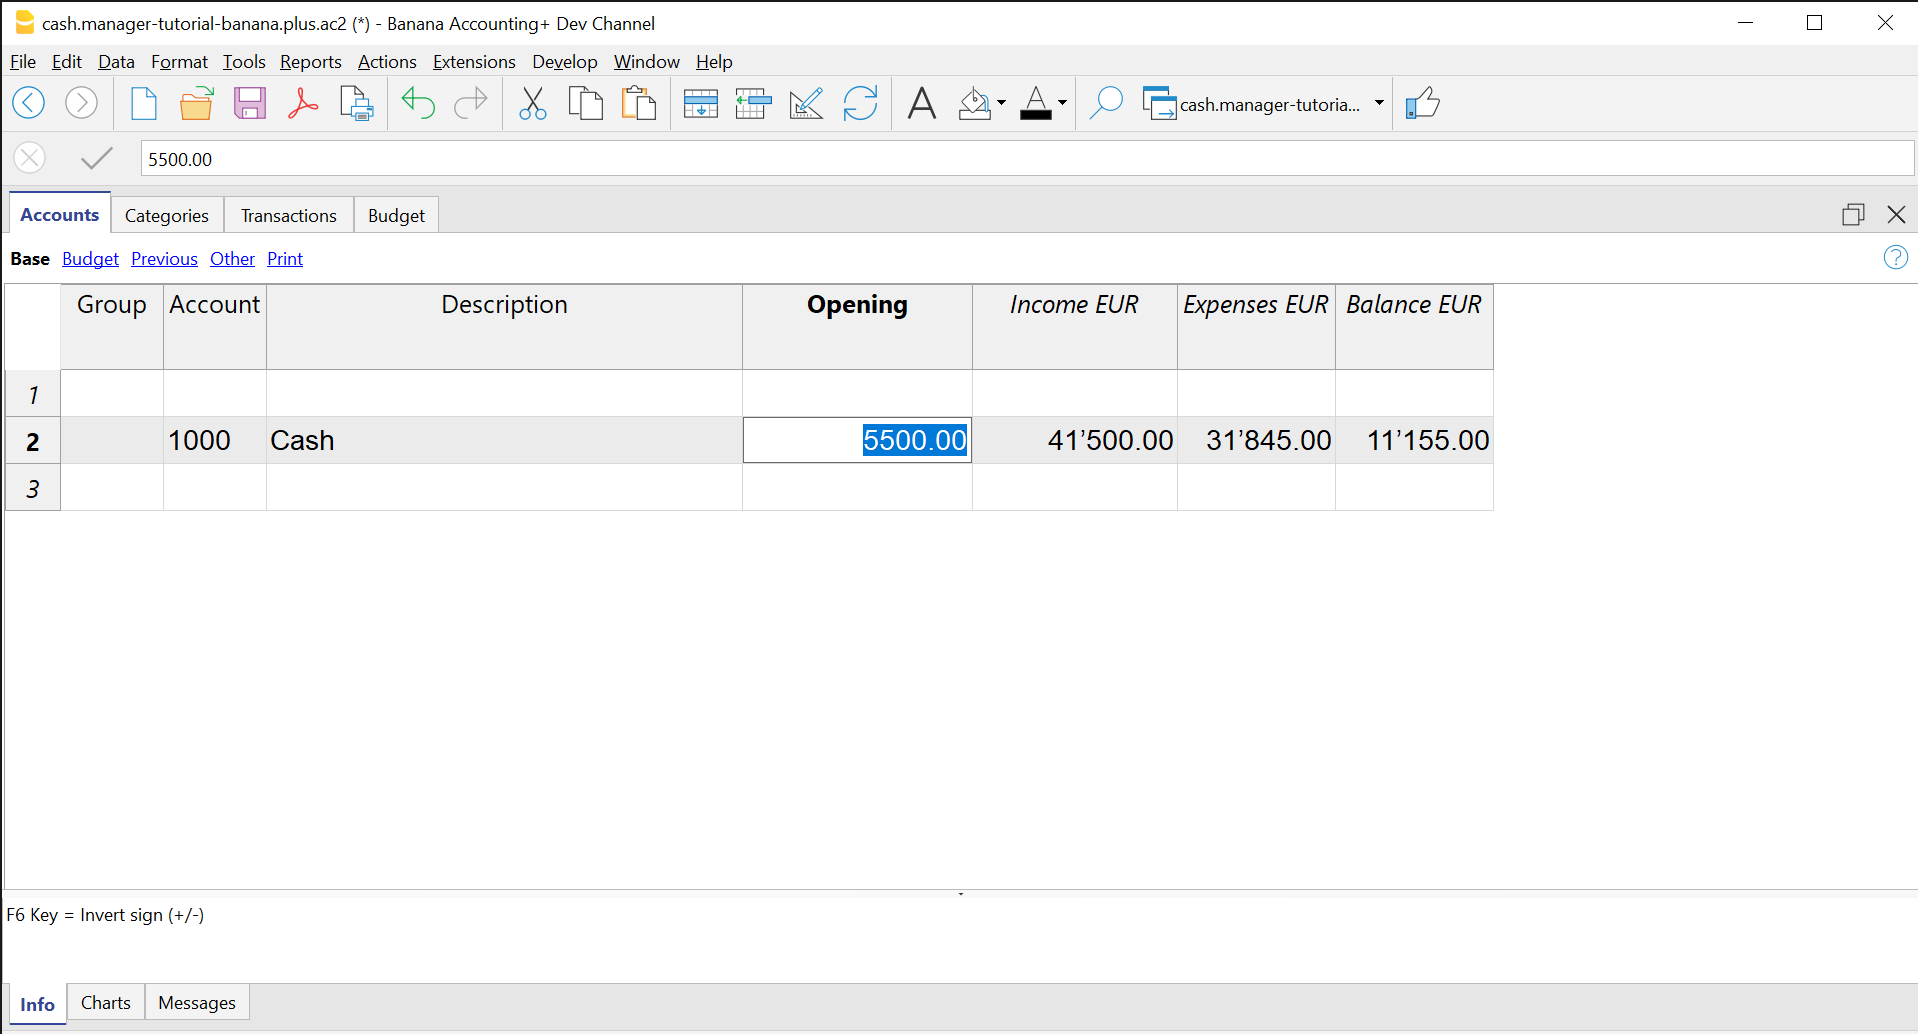 cash.manager-tutorial-banana.plus.ac2 (*) - Banana Accounting+ Dev Channel
File Edit Data Format Tools Reports Actions Extensions Develop Window Help
cash.manager-tutoria...
5500.00
Accounts Categories Transactions Budget
Base Budget Previous Other Print
Group Account Description Opening Income EUR Expenses EUR Balance EUR
1
2 1000 Cash 5500.00 41’500.00 31’845.00 11’155.00
3
F6 Key = Invert sign (+/-)
Info Charts Messages